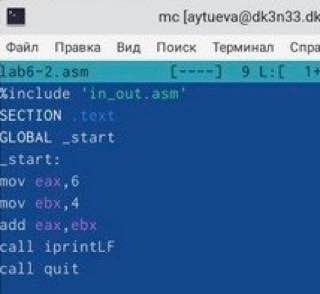 mc [aytueva@dk3n33.dk
Файл Правка Вид Поиск Терминал Спра
lab6-2.asm [----] 9 L:[ 1+
%include 'in_out.asm'
SECTION .text
GLOBAL _start
_start:
mov eax,6
mov ebx,4
add eax,ebx
call iprintLF
call quit